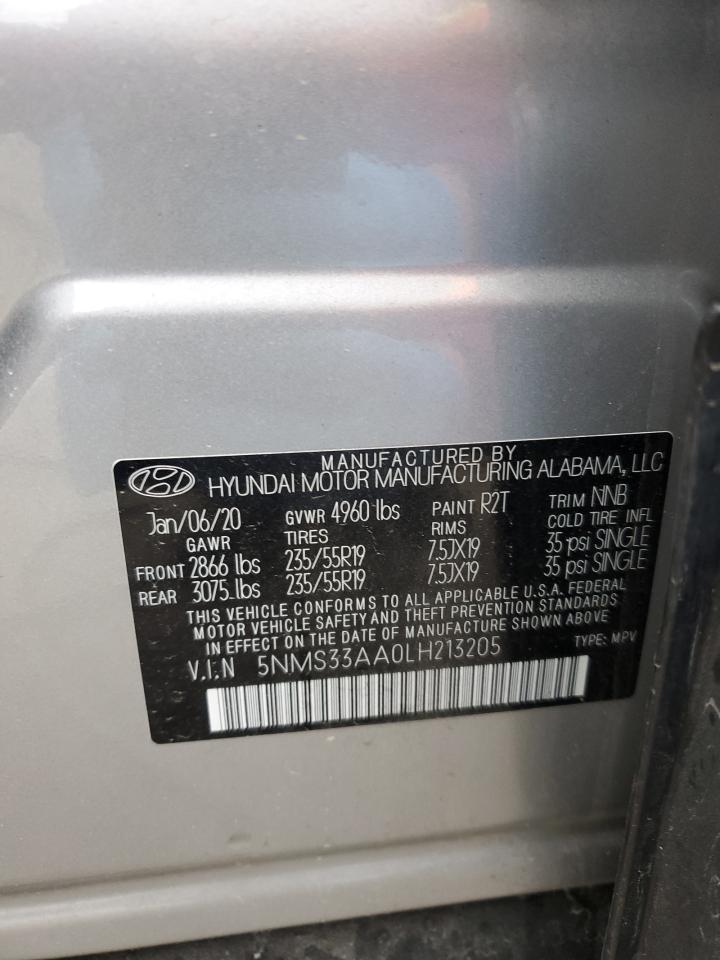 MANUFACTURED BY
HYUNDAI MOTOR MANUFACTURING ALABAMA, LLC
Jan/06/20 GVWR 4960 lbs PAINT R2T TRIM NNB
GAWR TIRES RIMS COLD TIRE INFL
FRONT 2866 lbs 235/55R19 7.5JX19 35 psi SINGLE
REAR 3075 lbs 235/55R19 7.5JX19 35 psi SINGLE
THIS VEHICLE CONFORMS TO ALL APPLICABLE U.S.A. FEDERAL
MOTOR VEHICLE SAFETY AND THEFT PREVENTION STANDARDS
IN EFFECT ON THE DATE OF MANUFACTURE SHOWN ABOVE
V.I.N 5NMS33AA0LH213205 TYPE: MPV